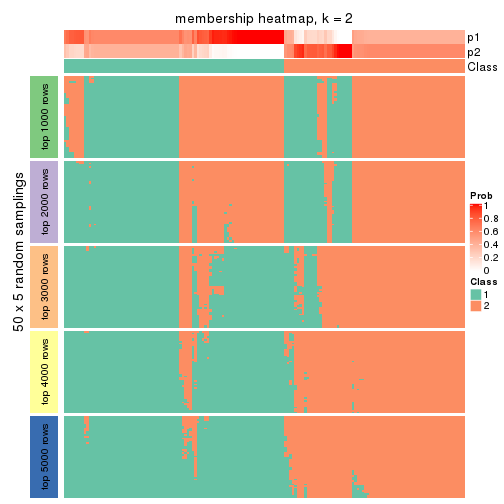 membership heatmap, k = 2
p1
p2
Class
50 x 5 random samplings
top 1000 rows
top 2000 rows
top 3000 rows
top 4000 rows
top 5000 rows
Prob
1
0.8
0.6
0.4
0.2
0
Class
1
2